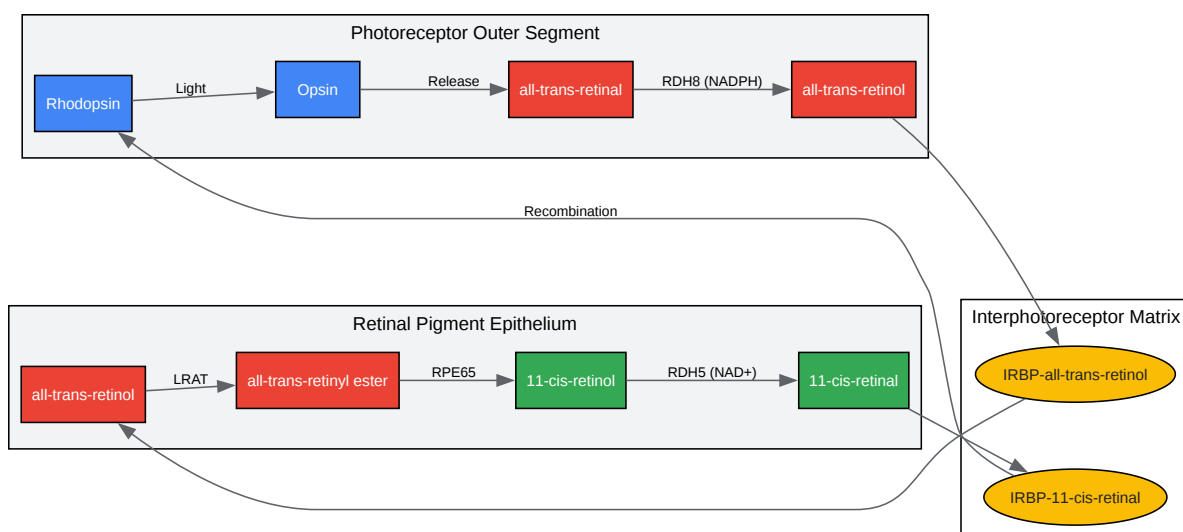 Photoreceptor Outer Segment
Rhodopsin
Light
Opsin
Release
all-trans-retinal
RDH8 (NADPH)
all-trans-retinol
Recombination
Retinal Pigment Epithelium
all-trans-retinol
LRAT
all-trans-retinyl ester
RPE65
11-cis-retinol
RDH5 (NAD+)
11-cis-retinal
Interphotoreceptor Matrix
IRBP-all-trans-retinol
IRBP-11-cis-retinal